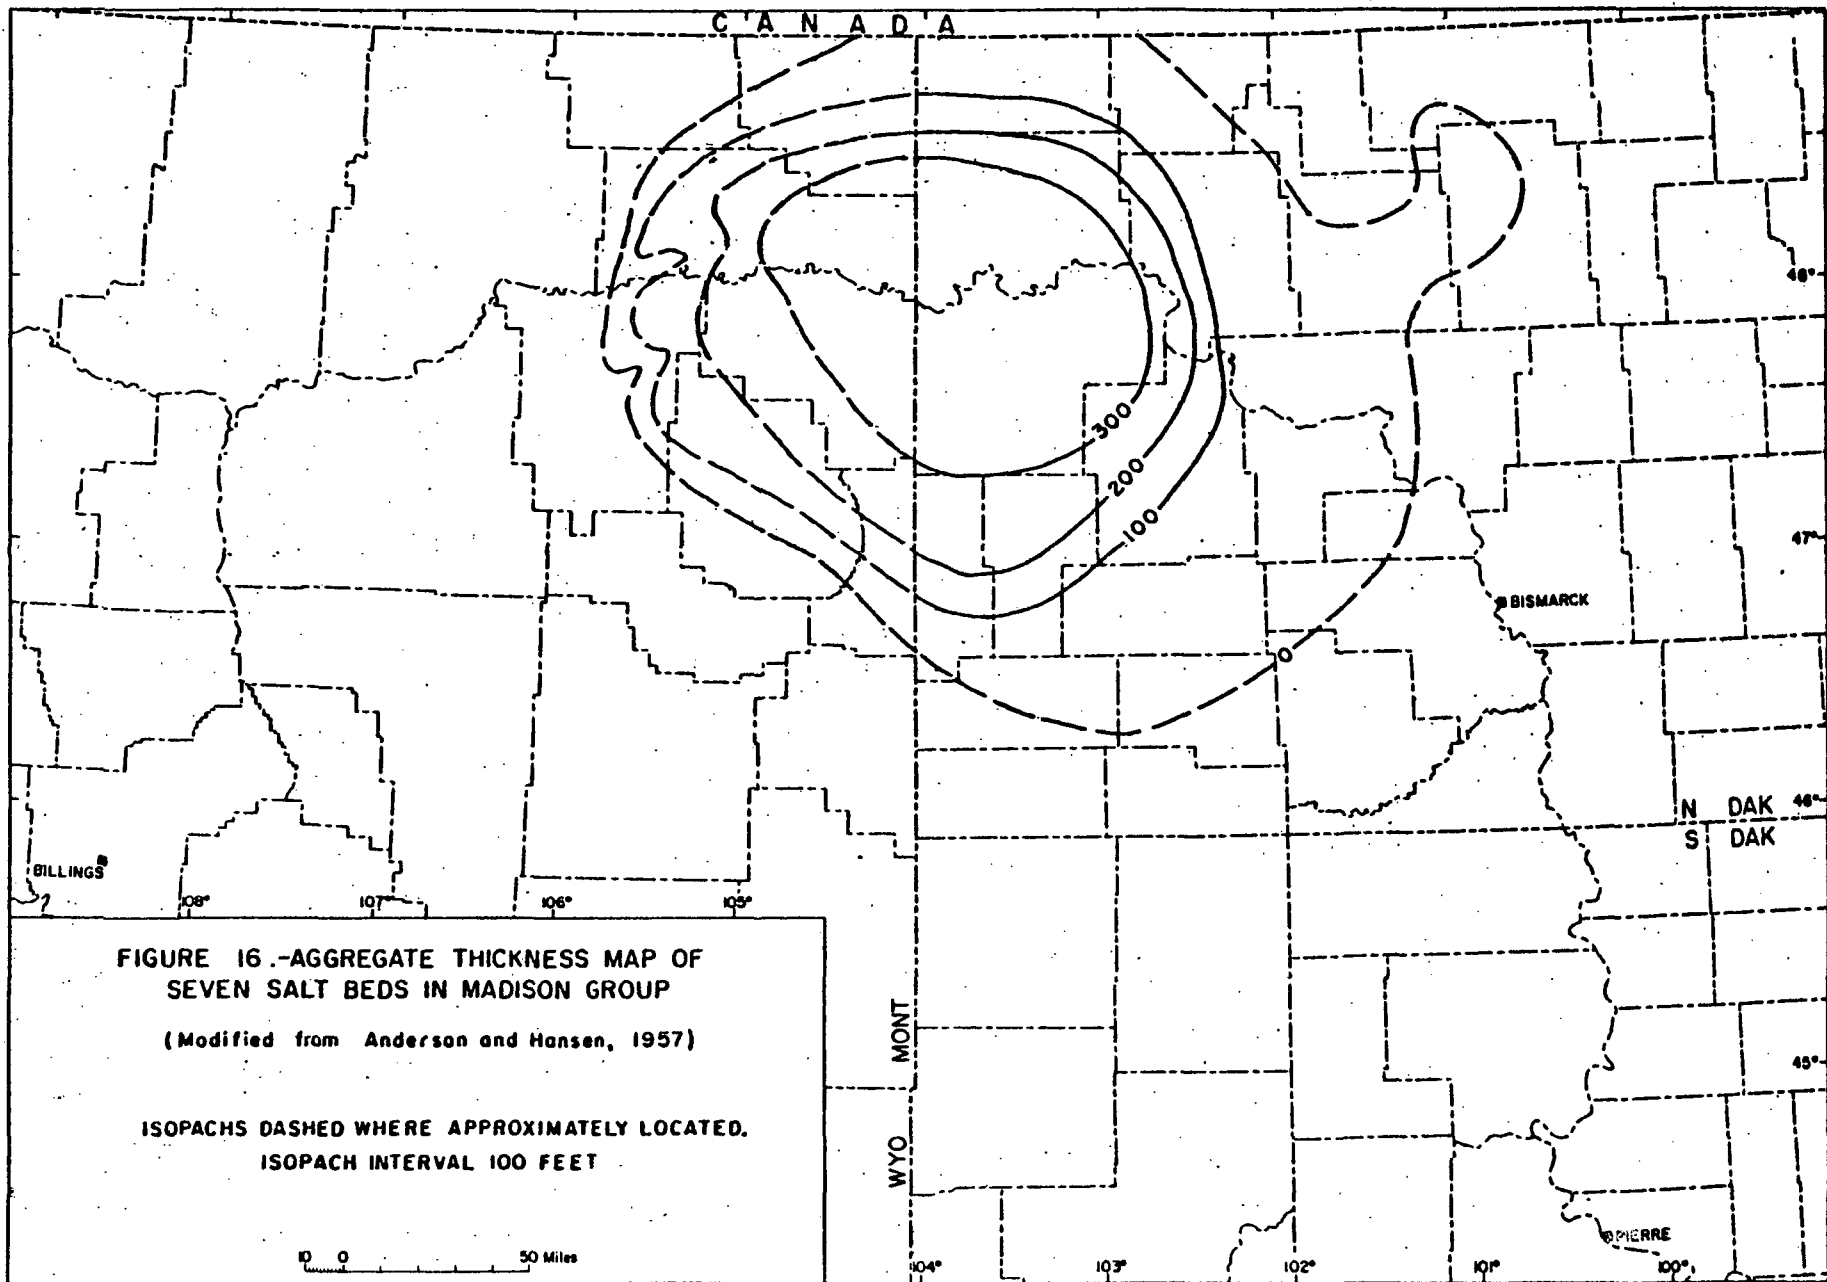 CANADA
48°
300
200
100
47°
BISMARCK
0
N DAK 46°
S DAK
BILLINGS
108° 107° 106° 105°
FIGURE 16.-AGGREGATE THICKNESS MAP OF
SEVEN SALT BEDS IN MADISON GROUP
(Modified from Anderson and Hansen, 1957)
MONT
45°
ISOPACHS DASHED WHERE APPROXIMATELY LOCATED.
ISOPACH INTERVAL 100 FEET
WYO
PIERRE
10 0 50 Miles
104° 103° 102° 101° 100°